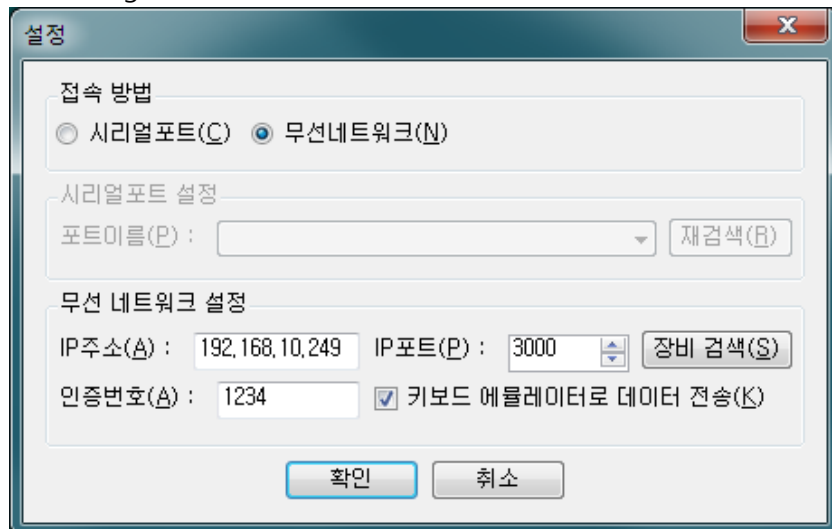 설정
접속 방법
시리얼포트(C) 무선네트워크(N)
시리얼포트 설정
포트이름(P) : 재검색(R)
무선 네트워크 설정
IP주소(A) : 192,168,10,249 IP포트(P) : 3000 장비 검색(S)
인증번호(A) : 1234 키보드 에뮬레이터로 데이터 전송(K)
확인 취소